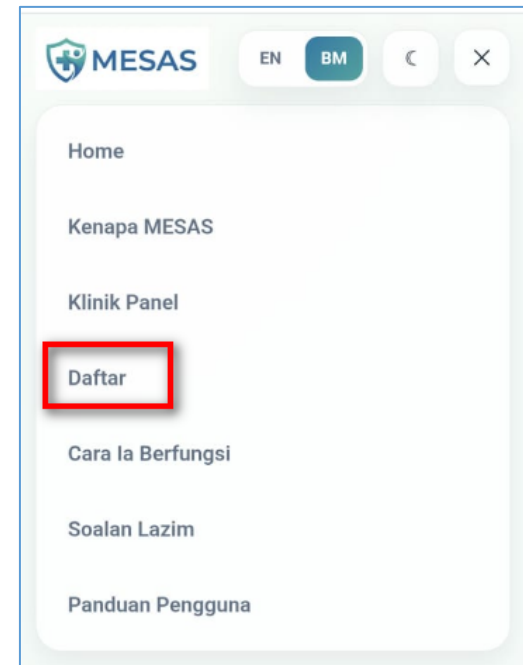 MESAS
EN BM
Home
Kenapa MESAS
Klinik Panel
Daftar
Cara Ia Berfungsi
Soalan Lazim
Panduan Pengguna